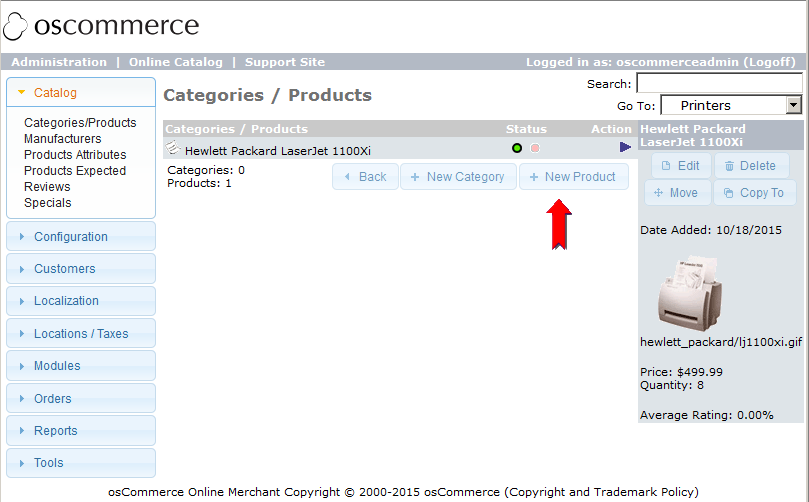 oscommerce
Administration | Online Catalog | Support Site
Logged in as: oscommerceadmin (Logoff)
Catalog
Categories/Products
Manufacturers
Products Attributes
Products Expected
Reviews
Specials
Configuration
Customers
Localization
Locations / Taxes
Modules
Orders
Reports
Tools
Categories / Products
Search:
Go To: Printers
Categories / Products Status Action
Hewlett Packard LaserJet 1100Xi
Categories: 0
Products: 1
Back New Category New Product
Hewlett Packard
LaserJet 1100Xi
Edit Delete
Move Copy To
Date Added: 10/18/2015
hewlett_packard/lj1100xi.gif
Price: $499.99
Quantity: 8
Average Rating: 0.00%
osCommerce Online Merchant Copyright © 2000-2015 osCommerce (Copyright and Trademark Policy)